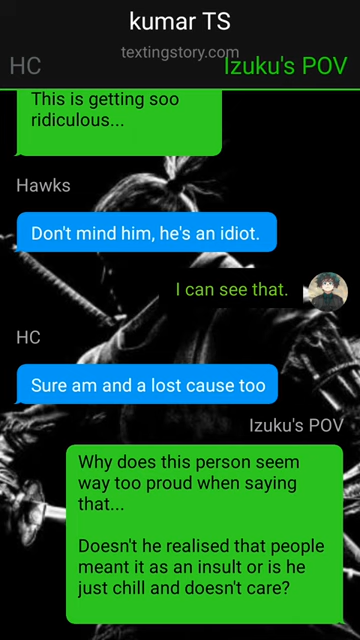 kumar TS
textingstory.com
HC
Izuku's POV
This is getting soo
ridiculous...
Hawks
Don't mind him, he's an idiot.
I can see that.
HC
Sure am and a lost cause too
Izuku's POV
Why does this person seem
way too proud when saying
that...
Doesn't he realised that people
meant it as an insult or is he
just chill and doesn't care?